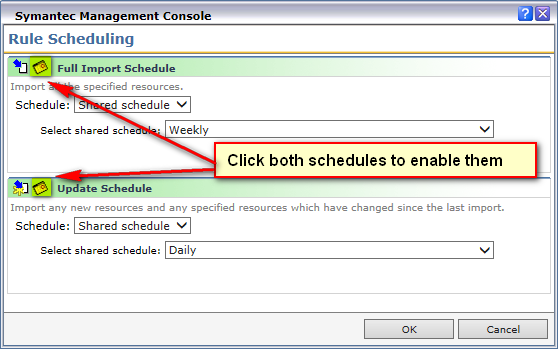 Symantec Management Console
Rule Scheduling
Full Import Schedule
Import all the specified resources.
Schedule: Shared schedule
Select shared schedule: Weekly
Click both schedules to enable them
Update Schedule
Import any new resources and any specified resources which have changed since the last import.
Schedule: Shared schedule
Select shared schedule: Daily
OK Cancel